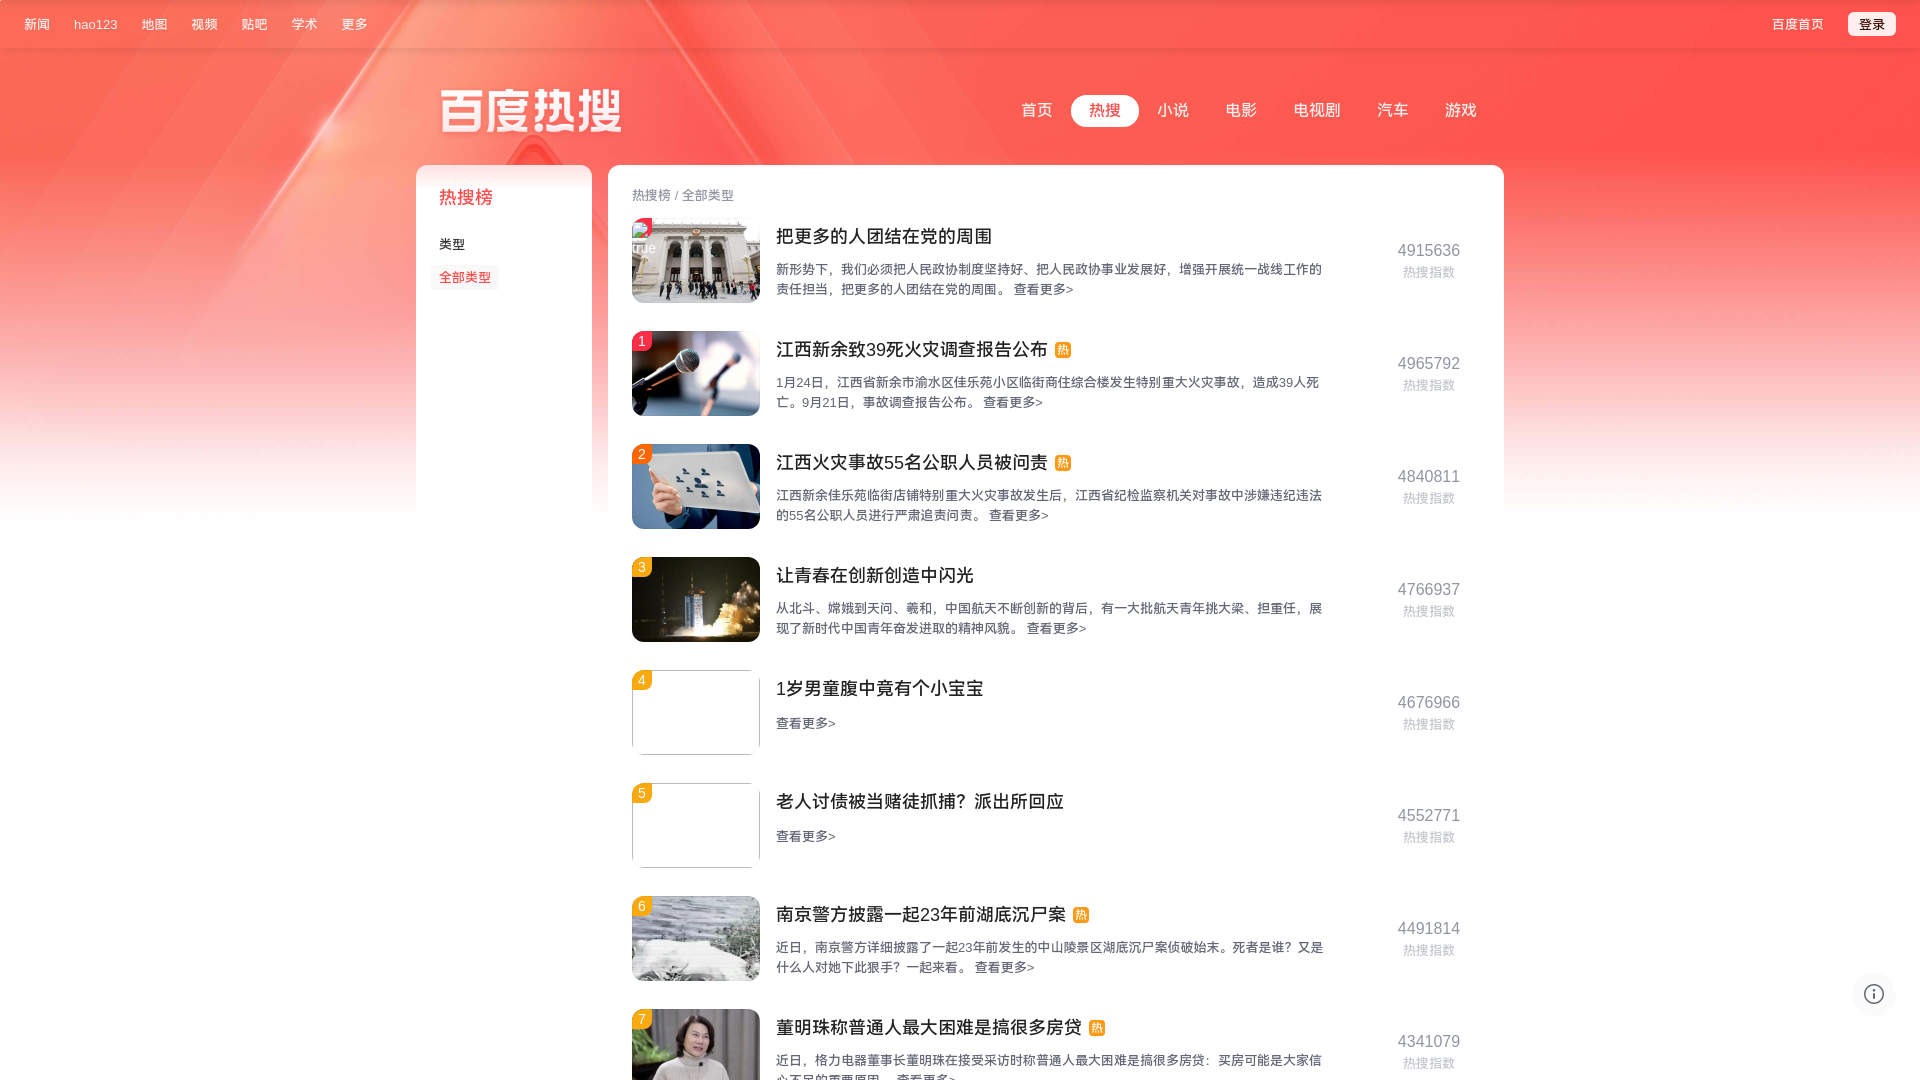 新闻 hao123 地图 视频 贴吧 学术 更多 百度首页 登录
百度热搜
首页 热搜 小说 电影 电视剧 汽车 游戏
热搜榜
类型
全部类型
热搜榜 / 全部类型
true
把更多的人团结在党的周围
新形势下，我们必须把人民政协制度坚持好、把人民政协事业发展好，增强开展统一战线工作的
责任担当，把更多的人团结在党的周围。 查看更多>
4915636
热搜指数
1
江西新余致39死火灾调查报告公布 热
1月24日，江西省新余市渝水区佳乐苑小区临街商住综合楼发生特别重大火灾事故，造成39人死
亡。9月21日，事故调查报告公布。 查看更多>
4965792
热搜指数
2
江西火灾事故55名公职人员被问责 热
江西新余佳乐苑临街店铺特别重大火灾事故发生后，江西省纪检监察机关对事故中涉嫌违纪违法
的55名公职人员进行严肃追责问责。 查看更多>
4840811
热搜指数
3
让青春在创新创造中闪光
从北斗、嫦娥到天问、羲和，中国航天不断创新的背后，有一大批航天青年挑大梁、担重任，展
现了新时代中国青年奋发进取的精神风貌。 查看更多>
4766937
热搜指数
4
1岁男童腹中竟有个小宝宝
查看更多>
4676966
热搜指数
5
老人讨债被当赌徒抓捕？派出所回应
查看更多>
4552771
热搜指数
6
南京警方披露一起23年前湖底沉尸案 热
近日，南京警方详细披露了一起23年前发生的中山陵景区湖底沉尸案侦破始末。死者是谁？又是
什么人对她下此狠手？一起来看。 查看更多>
4491814
热搜指数
7
董明珠称普通人最大困难是搞很多房贷 热
近日，格力电器董事长董明珠在接受采访时称普通人最大困难是搞很多房贷：买房可能是大家信
心不足的重要原因。 查看更多>
4341079
热搜指数